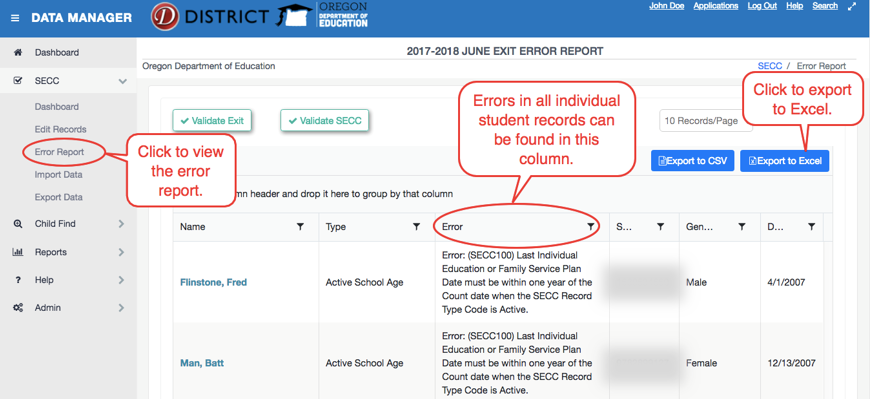 DATA MANAGER
DISTRICT
OREGON
DEPARTMENT OF
EDUCATION
John Doe Applications Log Out Help Search
Dashboard
SECC
Dashboard
Edit Records
Error Report
Import Data
Export Data
Child Find
Reports
Help
Admin
2017-2018 JUNE EXIT ERROR REPORT
Oregon Department of Education
SECC / Error Report
Validate Exit
Validate SECC
10 Records/Page
Click to view
the error
report.
Errors in all individual
student records can
be found in this
column.
Click to export
to Excel.
Export to CSV
Export to Excel
header and drop it here to group by that column
Name Type Error S... Gen... D...
Flinstone, Fred
Active School Age
Error: (SECC100) Last Individual
Education or Family Service Plan
Date must be within one year of the
Count date when the SECC Record
Type Code is Active.
Male
4/1/2007
Man, Batt
Active School Age
Error: (SECC100) Last Individual
Education or Family Service Plan
Date must be within one year of the
Count date when the SECC Record
Type Code is Active.
Female
12/13/2007